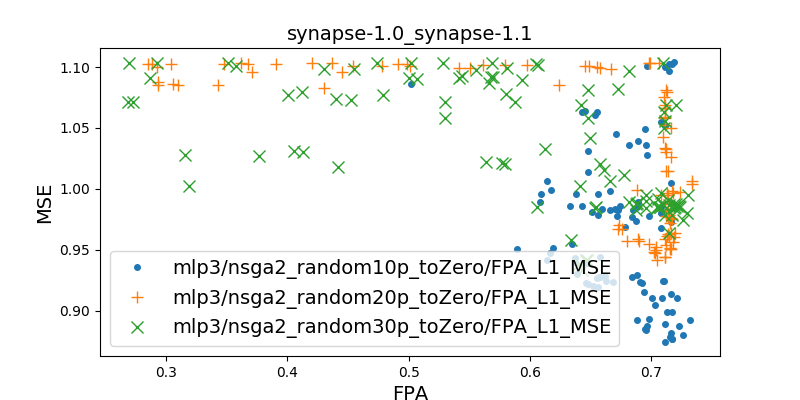 synapse-1.0_synapse-1.1
MSE
1.10
1.05
1.00
0.95
0.90
mlp3/nsga2_random10p_toZero/FPA_L1_MSE
mlp3/nsga2_random20p_toZero/FPA_L1_MSE
mlp3/nsga2_random30p_toZero/FPA_L1_MSE
0.3 0.4 0.5 0.6 0.7
FPA